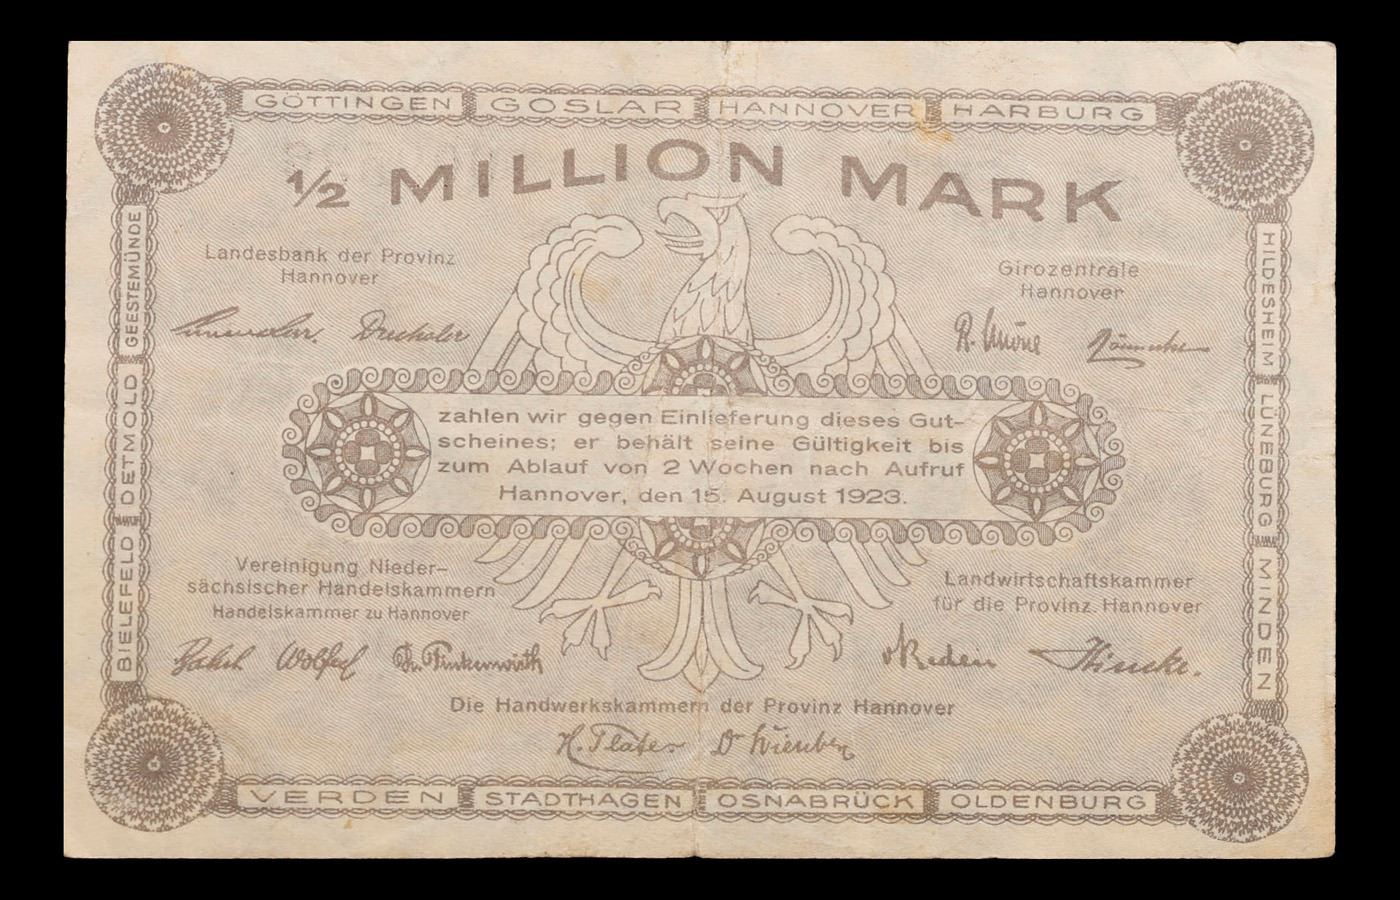 GÖTTINGEN GOSLAR HANNOVER HARBURG
½ MILLION MARK
GEESTEMÜNDE
DETMOLD
BIELEFELD
HILDESHEIM
LÜNEBURG
MINDEN
Landesbank der Provinz
Hannover
Girozentrale
Hannover
zahlen wir gegen Einlieferung dieses Gut-
scheines; er behält seine Gültigkeit bis
zum Ablauf von 2 Wochen nach Aufruf
Hannover, den 15. August 1923.
Vereinigung Nieder-
sächsischer Handelskammern
Handelskammer zu Hannover
Landwirtschaftskammer
für die Provinz Hannover
Die Handwerkskammern der Provinz Hannover
H. Plate Dr
VERDEN STADTHAGEN OSNABRÜCK OLDENBURG